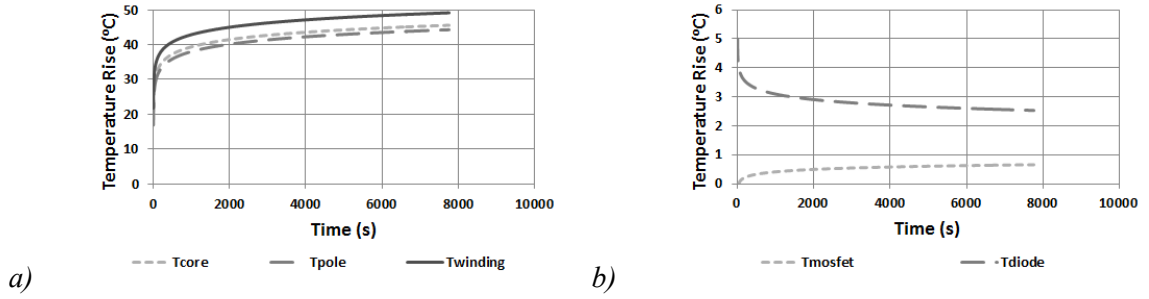 Temperature Rise (ºC)
50
40
30
20
10
0
0 2000 4000 6000 8000 10000
Time (s)
Tcore Tpole Twinding
a)
Temperature Rise (ºC)
6
5
4
3
2
1
0
0 2000 4000 6000 8000 10000
Time (s)
Tmosfet Tdiode
b)